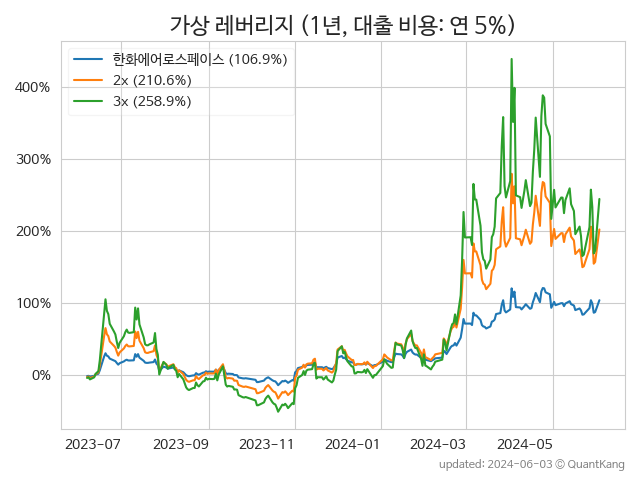 가상 레버리지 (1년, 대출 비용: 연 5%)
한화에어로스페이스 (106.9%)
2x (210.6%)
3x (258.9%)
400%
300%
200%
100%
0%
2023-07 2023-09 2023-11 2024-01 2024-03 2024-05
updated: 2024-06-03 © QuantKang